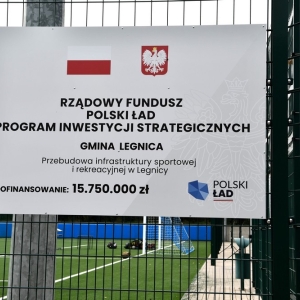 RZĄDOWY FUNDUSZ
POLSKI ŁAD
PROGRAM INWESTYCJI STRATEGICZNYCH
GMINA LEGNICA
Przebudowa infrastruktury sportowej
i rekreacyjnej w Legnicy
OFINANSOWANIE: 15.750.000 zł
POLSKI
ŁAD